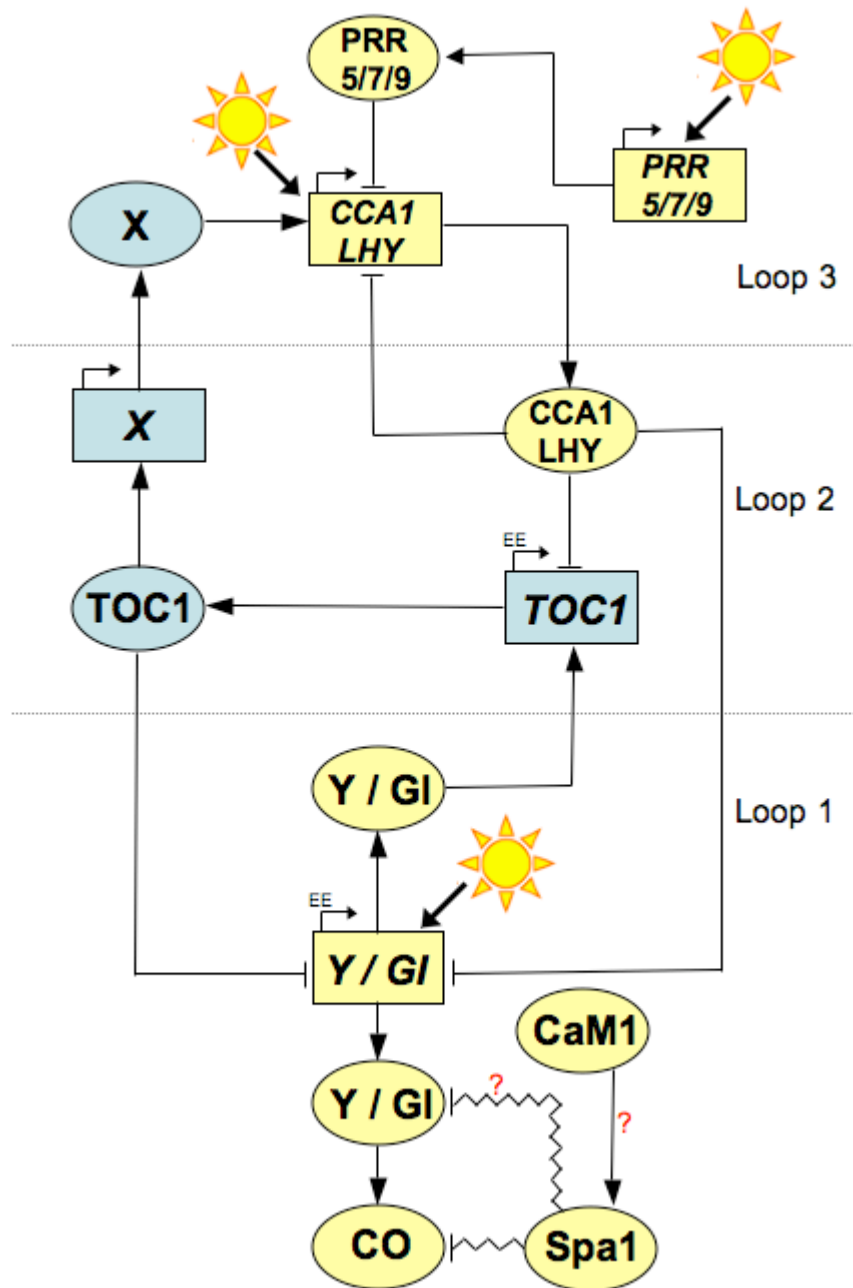 PRR
5/7/9
PRR
5/7/9
X
CCA1
LHY
Loop 3
X
CCA1
LHY
Loop 2
EE
TOC1
TOC1
Y / GI
Loop 1
EE
Y / GI
CaM1
?
Y / GI
?
CO
Spa1